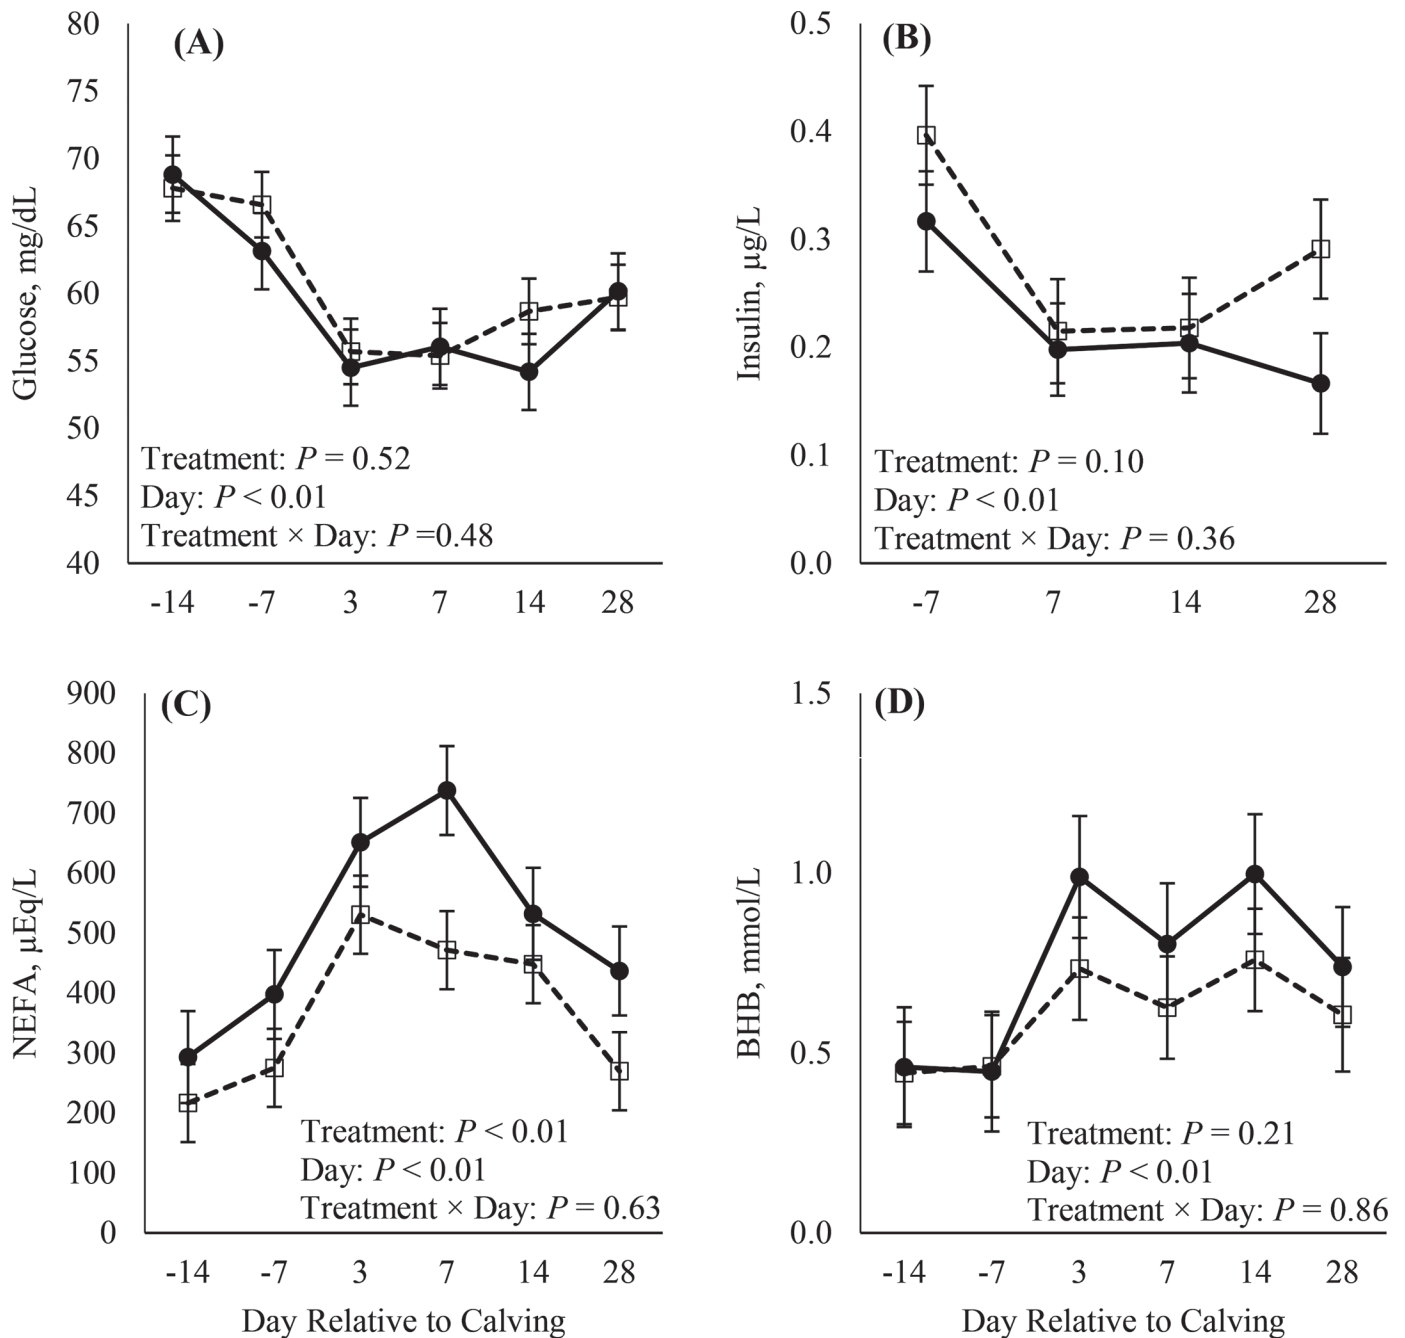 (A)
Glucose, mg/dL
80
75
70
65
60
55
50
45
40
Treatment: P = 0.52
Day: P < 0.01
Treatment × Day: P =0.48
-14 -7 3 7 14 28
(B)
Insulin, µg/L
0.5
0.4
0.3
0.2
0.1
0.0
Treatment: P = 0.10
Day: P < 0.01
Treatment × Day: P = 0.36
-7 7 14 28
(C)
NEFA, µEq/L
900
800
700
600
500
400
300
200
100
0
Treatment: P < 0.01
Day: P < 0.01
Treatment × Day: P = 0.63
-14 -7 3 7 14 28
Day Relative to Calving
(D)
BHB, mmol/L
1.5
1.0
0.5
0.0
Treatment: P = 0.21
Day: P < 0.01
Treatment × Day: P = 0.86
-14 -7 3 7 14 28
Day Relative to Calving